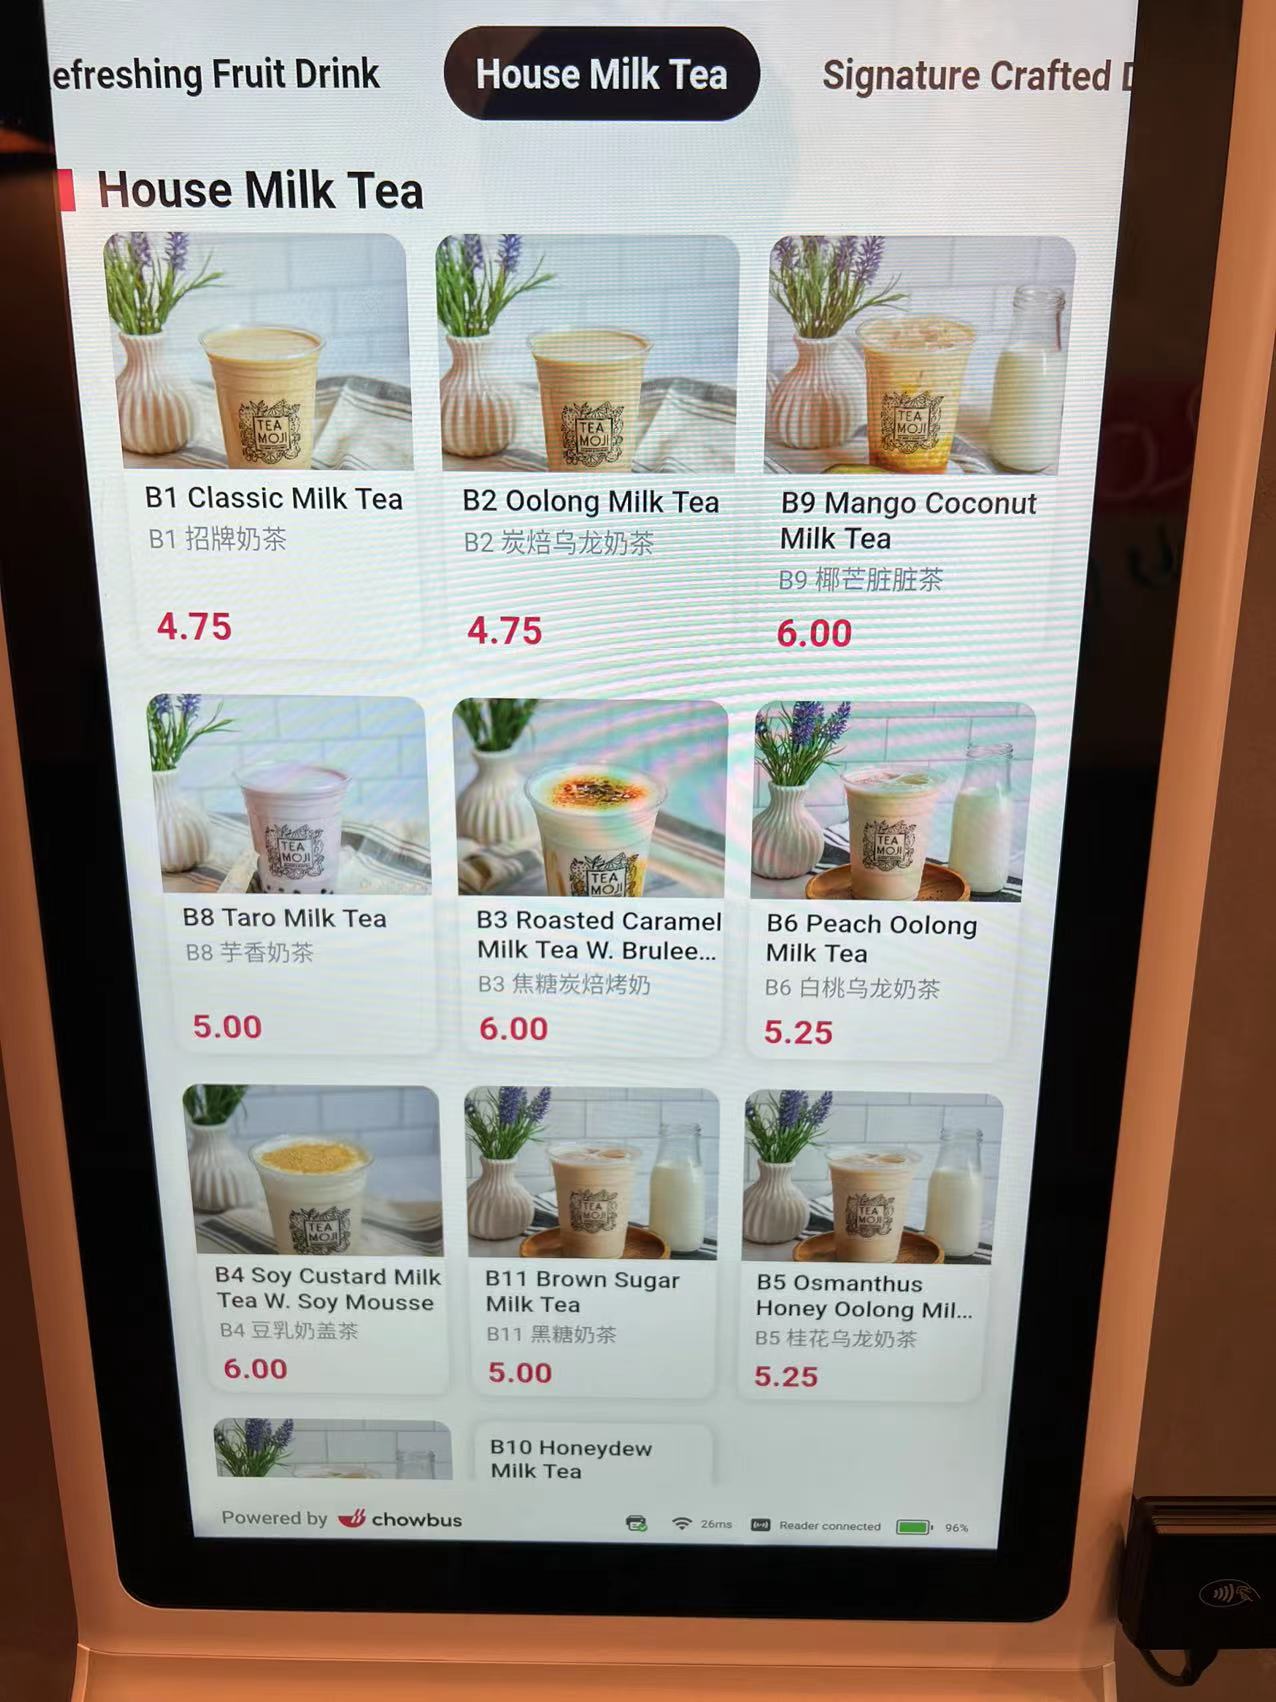 efreshing Fruit Drink
House Milk Tea
Signature Crafted
House Milk Tea
TEA
MOJI
TEA
MOJI
TEA
MOJI
B1 Classic Milk Tea
B1 招牌奶茶
4.75
B2 Oolong Milk Tea
B2 炭焙乌龙奶茶
4.75
B9 Mango Coconut
Milk Tea
B9 椰芒脏脏茶
6.00
TEA
MOJI
TEA
MOJI
TEA
MOJI
B8 Taro Milk Tea
B8 芋香奶茶
5.00
B3 Roasted Caramel
Milk Tea W. Brulee...
B3 焦糖炭焙烤奶
6.00
B6 Peach Oolong
Milk Tea
B6 白桃乌龙奶茶
5.25
TEA
MOJI
TEA
MOJI
TEA
MOJI
B4 Soy Custard Milk
Tea W. Soy Mousse
B4 豆乳奶盖茶
6.00
B11 Brown Sugar
Milk Tea
B11 黑糖奶茶
5.00
B5 Osmanthus
Honey Oolong Mil...
B5 桂花乌龙奶茶
5.25
B10 Honeydew
Milk Tea
Powered by chowbus
26ms
Reader connected
96%